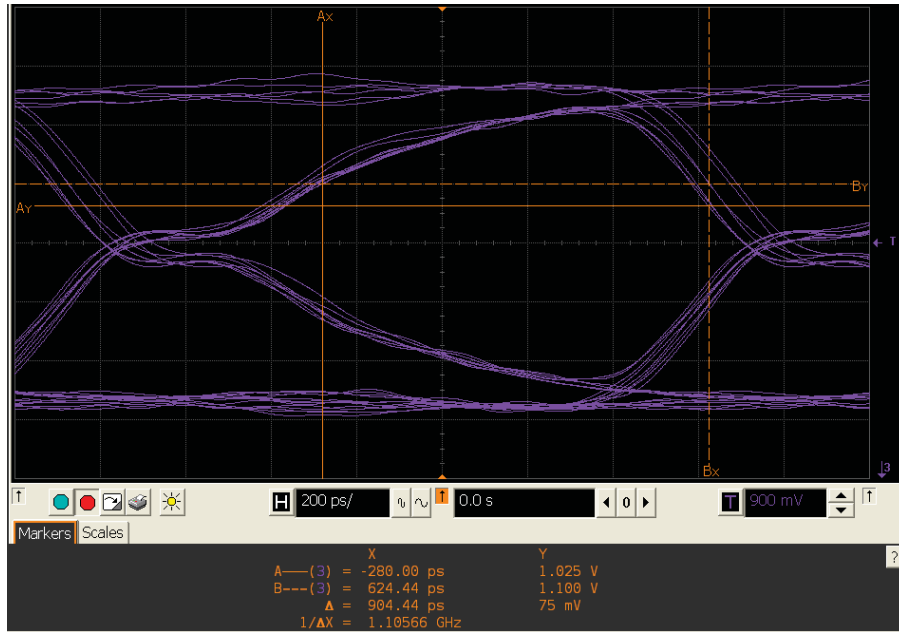 Ax
By
Ay
T
Bx
3
H 200 ps/ 0.0 s 0 T 900 mV
Markers Scales
X Y
?
A——(3) = -280.00 ps 1.025 V
B---(3) = 624.44 ps 1.100 V
Δ = 904.44 ps 75 mV
1/ΔX = 1.10566 GHz